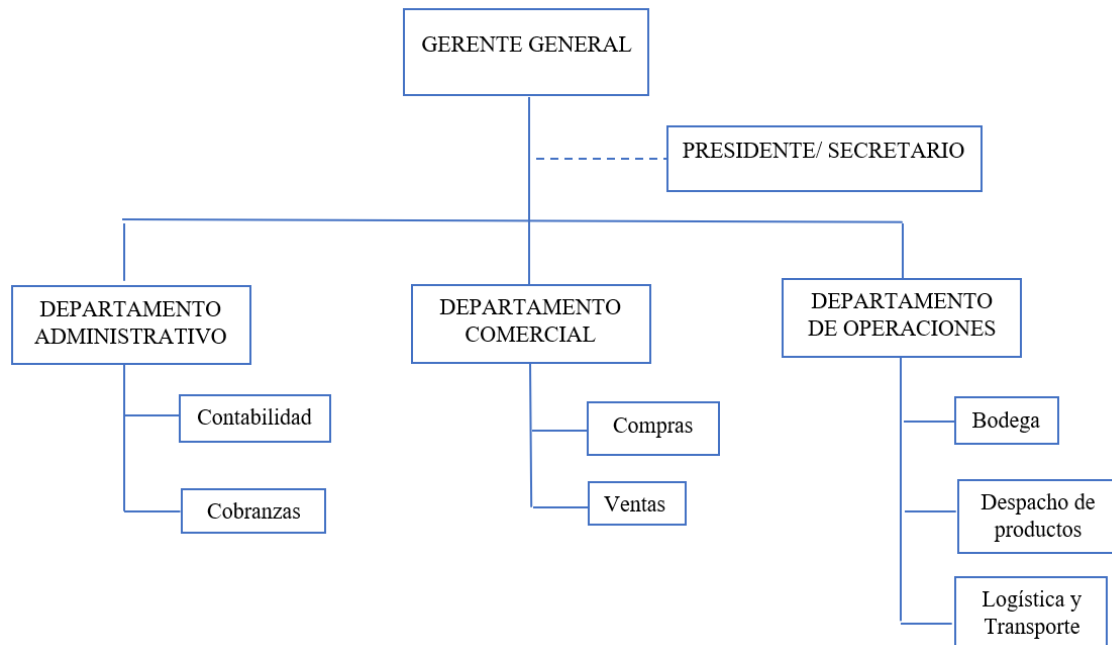 GERENTE GENERAL
PRESIDENTE/ SECRETARIO
DEPARTAMENTO
ADMINISTRATIVO
DEPARTAMENTO
COMERCIAL
DEPARTAMENTO
DE OPERACIONES
Contabilidad
Cobranzas
Compras
Ventas
Bodega
Despacho de
productos
Logística y
Transporte